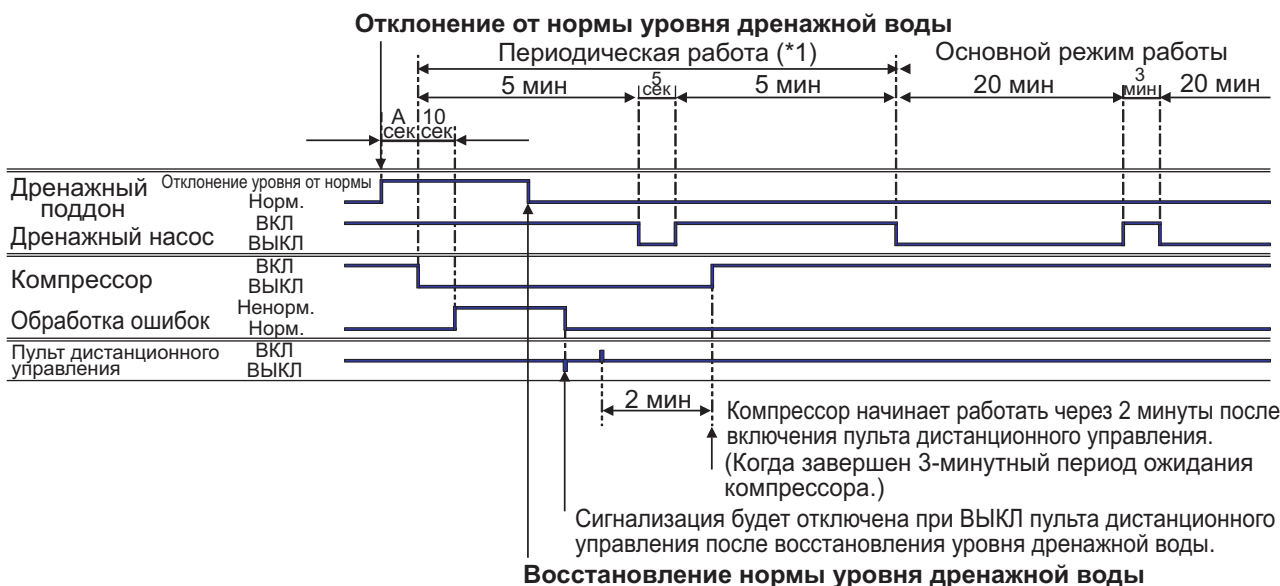 Отклонение от нормы уровня дренажной воды
Периодическая работа (*1)
Основной режим работы
5 мин
5 сек
5 мин
20 мин
3 мин
20 мин
А сек
10 сек
Дренажный поддон
Отклонение уровня от нормы
Норм.
Дренажный насос
ВКЛ
ВЫКЛ
Компрессор
ВКЛ
ВЫКЛ
Обработка ошибок
Ненорм.
Норм.
Пульт дистанционного
управления
ВКЛ
ВЫКЛ
2 мин
Компрессор начинает работать через 2 минуты после
включения пульта дистанционного управления.
(Когда завершен 3-минутный период ожидания
компрессора.)
Сигнализация будет отключена при ВЫКЛ пульта дистанционного
управления после восстановления уровня дренажной воды.
Восстановление нормы уровня дренажной воды